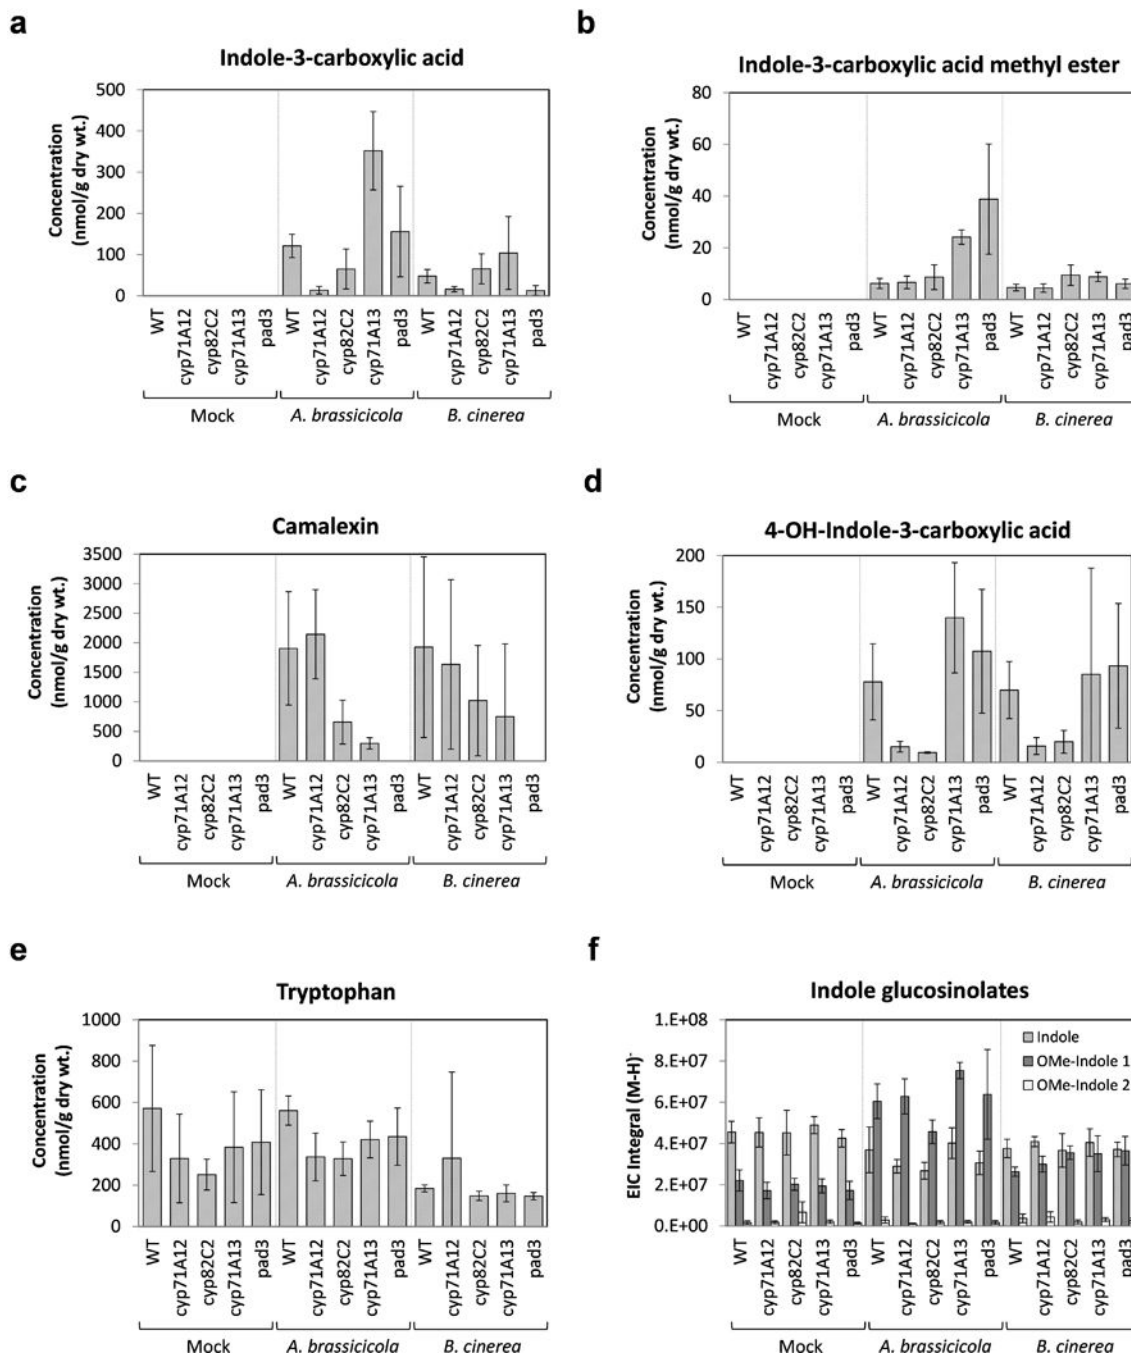 a
Indole-3-carboxylic acid
Concentration
(nmol/g dry wt.)
500
400
300
200
100
0
WT
cyp71A12
cyp82C2
cyp71A13
pad3
WT
cyp71A12
cyp82C2
cyp71A13
pad3
WT
cyp71A12
cyp82C2
cyp71A13
pad3
Mock
A. brassicicola
B. cinerea
b
Indole-3-carboxylic acid methyl ester
Concentration
(nmol/g dry wt.)
80
60
40
20
0
WT
cyp71A12
cyp82C2
cyp71A13
pad3
WT
cyp71A12
cyp82C2
cyp71A13
pad3
WT
cyp71A12
cyp82C2
cyp71A13
pad3
Mock
A. brassicicola
B. cinerea
c
Camalexin
Concentration
(nmol/g dry wt.)
3500
3000
2500
2000
1500
1000
500
0
WT
cyp71A12
cyp82C2
cyp71A13
pad3
WT
cyp71A12
cyp82C2
cyp71A13
pad3
WT
cyp71A12
cyp82C2
cyp71A13
pad3
Mock
A. brassicicola
B. cinerea
d
4-OH-Indole-3-carboxylic acid
Concentration
(nmol/g dry wt.)
200
150
100
50
0
WT
cyp71A12
cyp82C2
cyp71A13
pad3
WT
cyp71A12
cyp82C2
cyp71A13
pad3
WT
cyp71A12
cyp82C2
cyp71A13
pad3
Mock
A. brassicicola
B. cinerea
e
Tryptophan
Concentration
(nmol/g dry wt.)
1000
800
600
400
200
0
WT
cyp71A12
cyp82C2
cyp71A13
pad3
WT
cyp71A12
cyp82C2
cyp71A13
pad3
WT
cyp71A12
cyp82C2
cyp71A13
pad3
Mock
A. brassicicola
B. cinerea
f
Indole glucosinolates
EIC Integral (M-H)-
1.E+08
8.E+07
6.E+07
4.E+07
2.E+07
0.E+00
Indole
OMe-Indole 1
OMe-Indole 2
WT
cyp71A12
cyp82C2
cyp71A13
pad3
WT
cyp71A12
cyp82C2
cyp71A13
pad3
WT
cyp71A12
cyp82C2
cyp71A13
pad3
Mock
A. brassicicola
B. cinerea